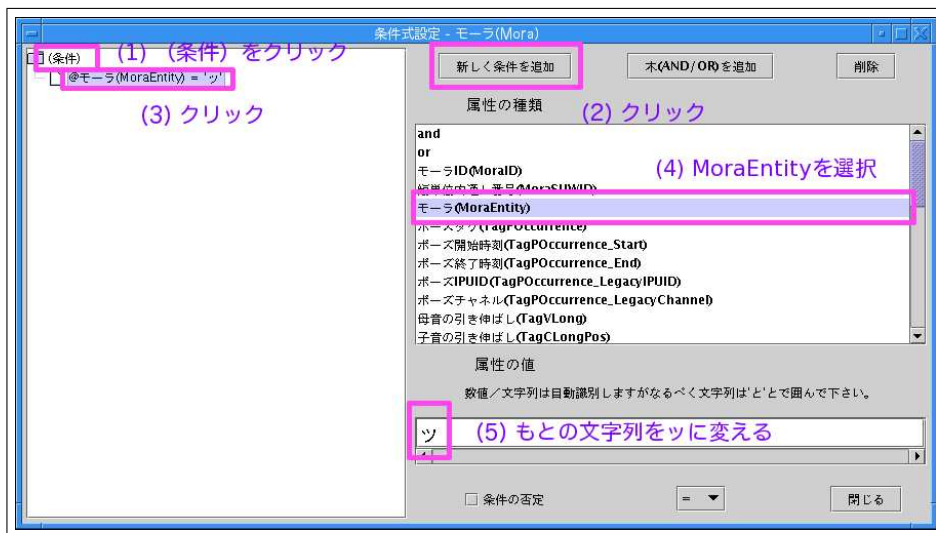 条件式設定 - モーラ(Mora)
(条件)
(1) (条件) をクリック
@モーラ(MoraEntity) = 'ッ'
(3) クリック
新しく条件を追加
木(AND/OR)を追加
削除
属性の種類
(2) クリック
and
or
モーラID(MoraID)
(4) MoraEntityを選択
モーラ(MoraEntity)
ポーズタグ(TagPOccurrence)
ポーズ開始時刻(TagPOccurrence_Start)
ポーズ終了時刻(TagPOccurrence_End)
ポーズIPUID(TagPOccurrence_LegacyIPUID)
ポーズチャネル(TagPOccurrence_LegacyChannel)
母音の引き伸ばし(TagVLong)
子音の引き伸ばし(TagCLongPos)
属性の値
数値／文字列は自動識別しますがなるべく文字列は'と'とで囲んで下さい。
ッ
(5) もとの文字列をッに変える
条件の否定
=
閉じる